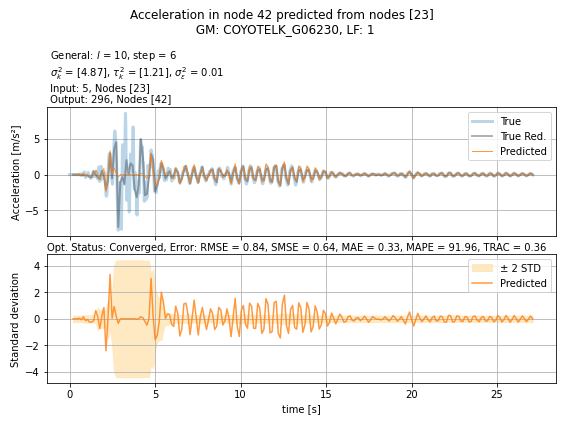 Acceleration in node 42 predicted from nodes [23]
GM: COYOTELK_G06230, LF: 1
General: l = 10, step = 6
σ²ₖ = [4.87], τ²ₖ = [1.21], σ²ε = 0.01
Input: 5, Nodes [23]
Output: 296, Nodes [42]
Acceleration [m/s²]
5
0
−5
True
True Red.
Predicted
Opt. Status: Converged, Error: RMSE = 0.84, SMSE = 0.64, MAE = 0.33, MAPE = 91.96, TRAC = 0.36
Standard deviation
4
2
0
−2
−4
± 2 STD
Predicted
0 5 10 15 20 25
time [s]